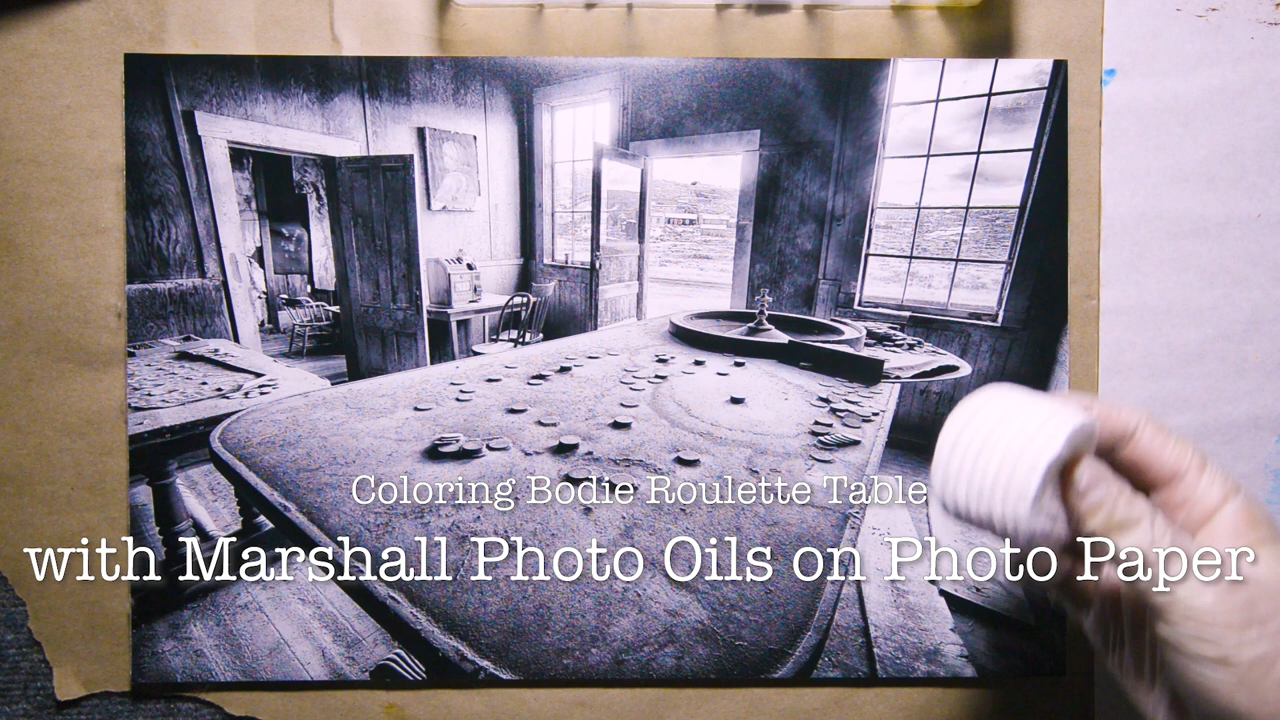 Coloring Bodie Roulette Table
with Marshall Photo Oils on Photo Paper